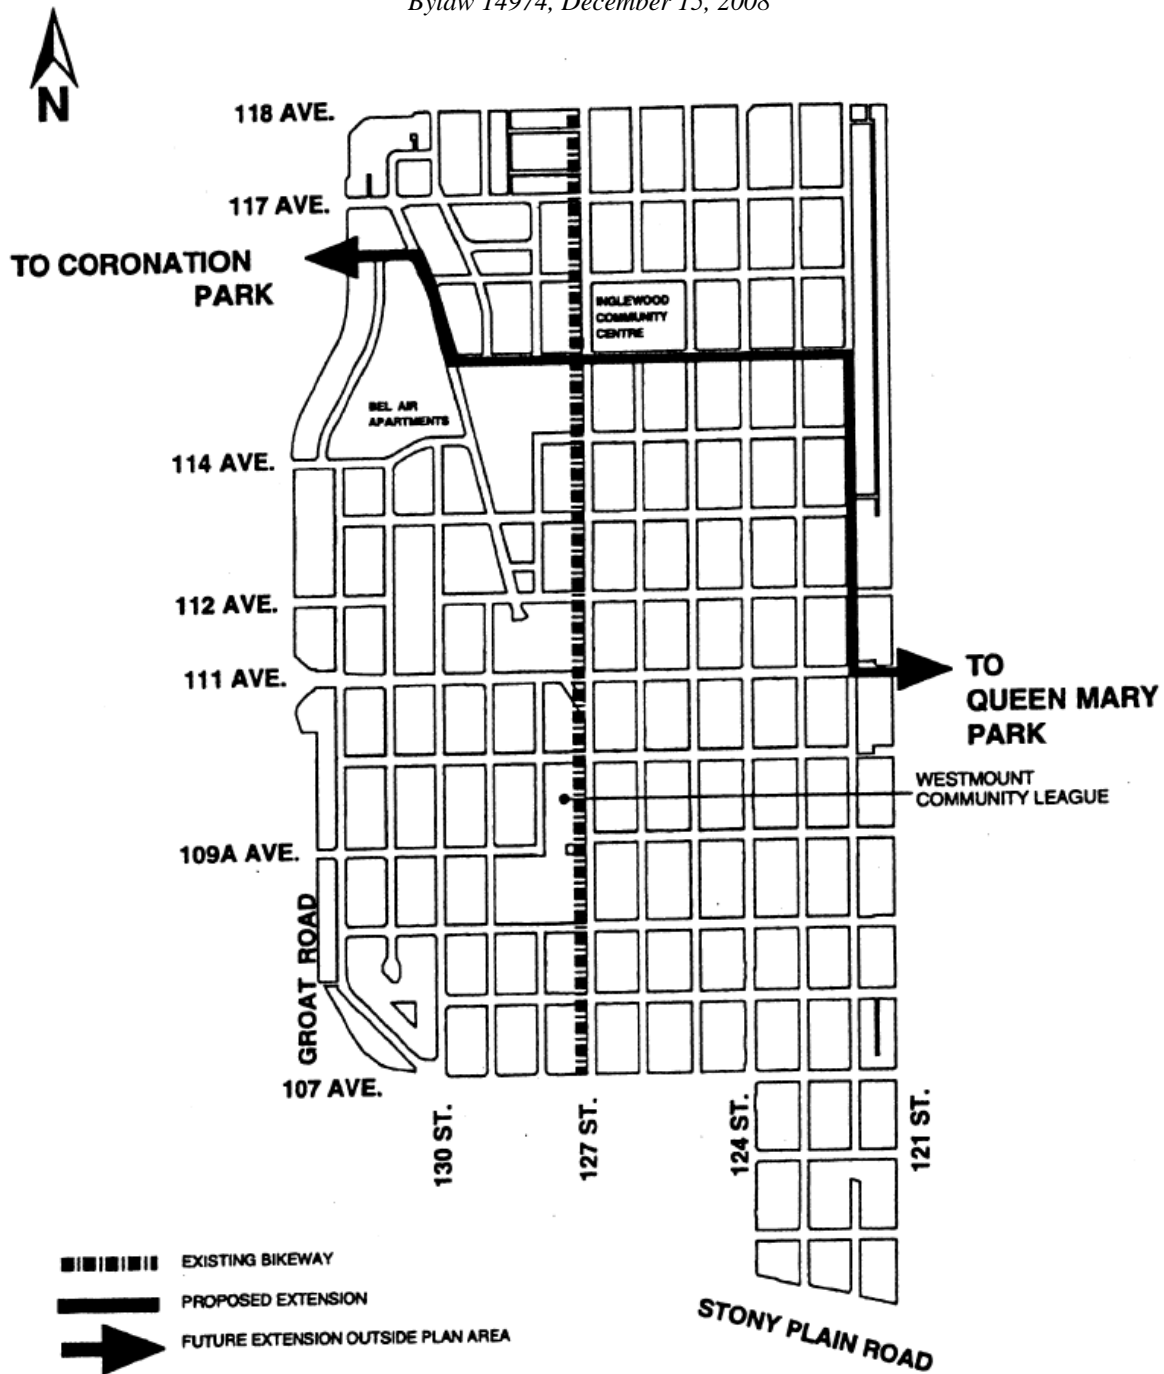 Bylaw 14974, December 15, 2008
N
118 AVE.
117 AVE.
TO CORONATION
PARK
INGLEWOOD
COMMUNITY
CENTRE
BEL AIR
APARTMENTS
114 AVE.
112 AVE.
111 AVE.
TO
QUEEN MARY
PARK
WESTMOUNT
COMMUNITY LEAGUE
109A AVE.
GROAT ROAD
107 AVE.
130 ST.
127 ST.
124 ST.
121 ST.
EXISTING BIKEWAY
PROPOSED EXTENSION
FUTURE EXTENSION OUTSIDE PLAN AREA
STONY PLAIN ROAD